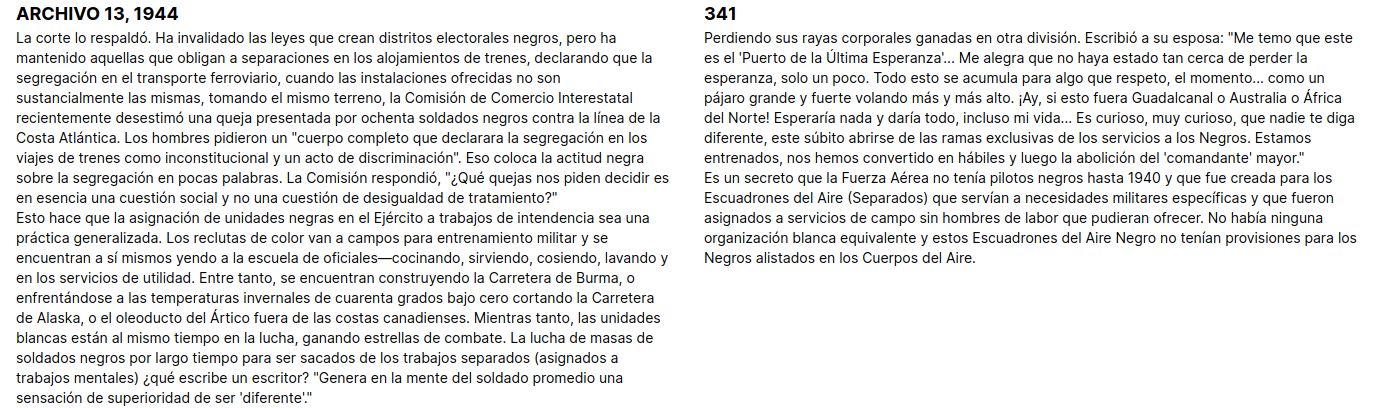 ARCHIVO 13, 1944
La corte lo respaldó. Ha invalidado las leyes que crean distritos electorales negros, pero ha
mantenido aquellas que obligan a separaciones en los alojamientos de trenes, declarando que la
segregación en el transporte ferroviario, cuando las instalaciones ofrecidas no son
sustancialmente las mismas, tomando el mismo terreno, la Comisión de Comercio Interestatal
recientemente desestimó una queja presentada por ochenta soldados negros contra la línea de la
Costa Atlántica. Los hombres pidieron un "cuerpo completo que declarara la segregación en los
viajes de trenes como inconstitucional y un acto de discriminación". Eso coloca la actitud negra
sobre la segregación en pocas palabras. La Comisión respondió, "¿Qué quejas nos piden decidir es
en esencia una cuestión social y no una cuestión de desigualdad de tratamiento?"
Esto hace que la asignación de unidades negras en el Ejército a trabajos de intendencia sea una
práctica generalizada. Los reclutas de color van a campos para entrenamiento militar y se
encuentran a sí mismos yendo a la escuela de oficiales—cocinando, sirviendo, cosiendo, lavando y
en los servicios de utilidad. Entre tanto, se encuentran construyendo la Carretera de Burma, o
enfrentándose a las temperaturas invernales de cuarenta grados bajo cero cortando la Carretera
de Alaska, o el oleoducto del Ártico fuera de las costas canadienses. Mientras tanto, las unidades
blancas están al mismo tiempo en la lucha, ganando estrellas de combate. La lucha de masas de
soldados negros por largo tiempo para ser sacados de los trabajos separados (asignados a
trabajos mentales) ¿qué escribe un escritor? "Genera en la mente del soldado promedio una
sensación de superioridad de ser 'diferente'."
341
Perdiendo sus rayas corporales ganadas en otra división. Escribió a su esposa: "Me temo que este
es el 'Puerto de la Última Esperanza'... Me alegra que no haya estado tan cerca de perder la
esperanza, solo un poco. Todo esto se acumula para algo que respeto, el momento... como un
pájaro grande y fuerte volando más y más alto. ¡Ay, si esto fuera Guadalcanal o Australia o África
del Norte! Esperaría nada y daría todo, incluso mi vida... Es curioso, muy curioso, que nadie te diga
diferente, este súbito abrirse de las ramas exclusivas de los servicios a los Negros. Estamos
entrenados, nos hemos convertido en hábiles y luego la abolición del 'comandante' mayor."
Es un secreto que la Fuerza Aérea no tenía pilotos negros hasta 1940 y que fue creada para los
Escuadrones del Aire (Separados) que servían a necesidades militares específicas y que fueron
asignados a servicios de campo sin hombres de labor que pudieran ofrecer. No había ninguna
organización blanca equivalente y estos Escuadrones del Aire Negro no tenían provisiones para los
Negros alistados en los Cuerpos del Aire.